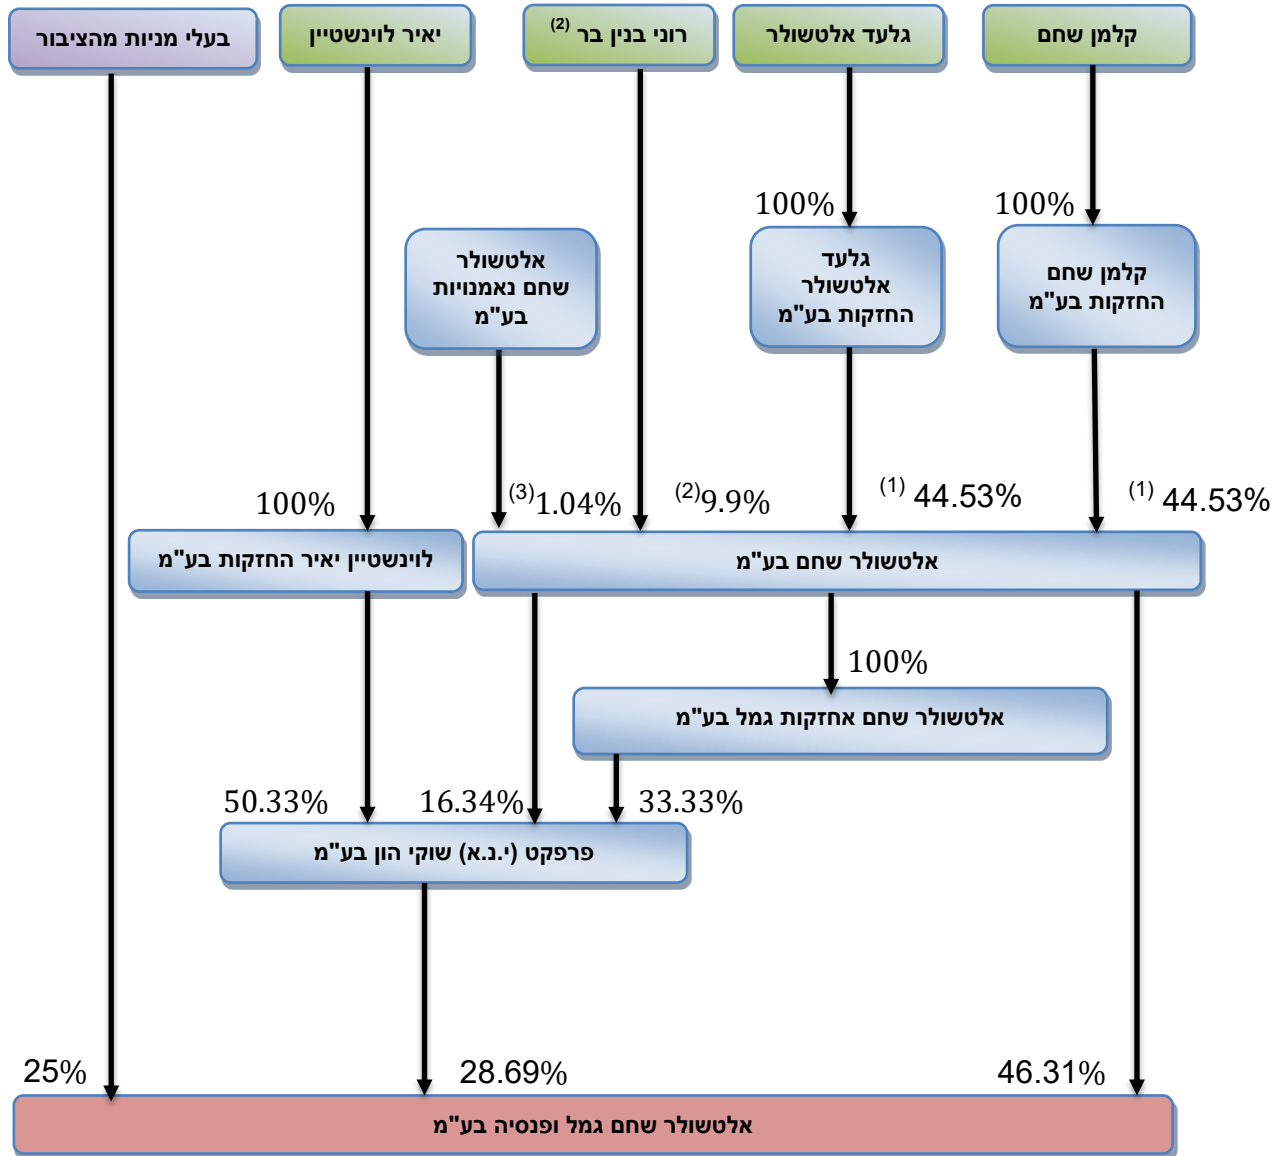 קלמן שחם
גלעד אלטשולר
רוני בנין בר (2)
יאיר לוינשטיין
בעלי מניות מהציבור
100%
100%
קלמן שחם
החזקות בע"מ
גלעד
אלטשולר
החזקות בע"מ
אלטשולר
שחם נאמנויות
בע"מ
(1) 44.53%
(1) 44.53%
(2)9.9%
(3)1.04%
100%
אלטשולר שחם בע"מ
לוינשטיין יאיר החזקות בע"מ
100%
אלטשולר שחם אחזקות גמל בע"מ
33.33%
16.34%
50.33%
פרפקט (י.נ.א) שוקי הון בע"מ
46.31%
28.69%
25%
אלטשולר שחם גמל ופנסיה בע"מ